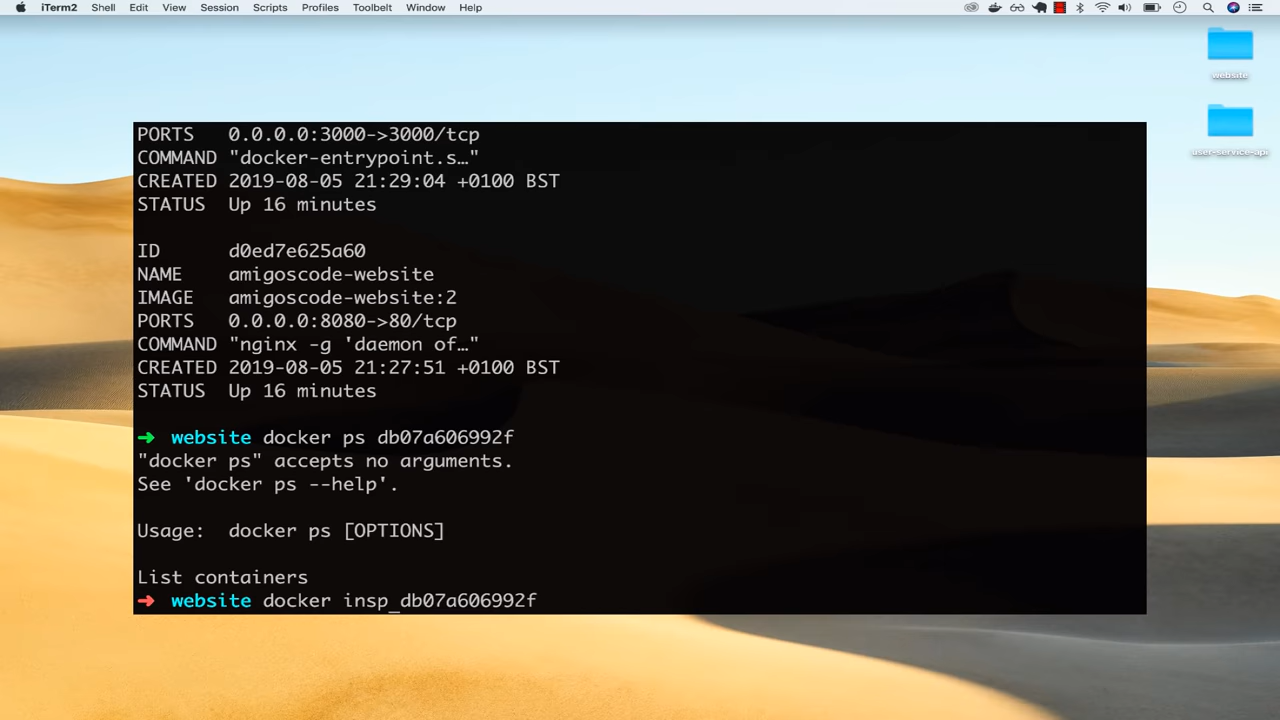 iTerm2 Shell Edit View Session Scripts Profiles Toolbelt Window Help
website
user-service-api
PORTS 0.0.0.0:3000->3000/tcp
COMMAND "docker-entrypoint.s…"
CREATED 2019-08-05 21:29:04 +0100 BST
STATUS Up 16 minutes
ID d0ed7e625a60
NAME amigoscode-website
IMAGE amigoscode-website:2
PORTS 0.0.0.0:8080->80/tcp
COMMAND "nginx -g 'daemon of…"
CREATED 2019-08-05 21:27:51 +0100 BST
STATUS Up 16 minutes
➜ website docker ps db07a606992f
"docker ps" accepts no arguments.
See 'docker ps --help'.
Usage: docker ps [OPTIONS]
List containers
➜ website docker insp_db07a606992f